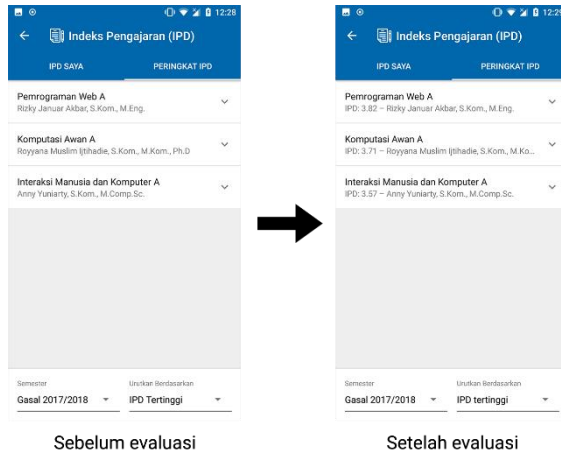 12:28
Indeks Pengajaran (IPD)
IPD SAYA PERINGKAT IPD
Pemrograman Web A
Rizky Januar Akbar, S.Kom., M.Eng.
Komputasi Awan A
Royyana Muslim Ijtihadie, S.Kom., M.Kom., Ph.D
Interaksi Manusia dan Komputer A
Anny Yuniarty, S.Kom., M.Comp.Sc.
Semester Urutkan Berdasarkan
Gasal 2017/2018 IPD Tertinggi
Sebelum evaluasi
12:29
Indeks Pengajaran (IPD)
IPD SAYA PERINGKAT IPD
Pemrograman Web A
IPD: 3.82 – Rizky Januar Akbar, S.Kom., M.Eng.
Komputasi Awan A
IPD: 3.71 – Royyana Muslim Ijtihadie, S.Kom., M.Ko...
Interaksi Manusia dan Komputer A
IPD: 3.57 – Anny Yuniarty, S.Kom., M.Comp.Sc.
Semester Urutkan Berdasarkan
Gasal 2017/2018 IPD tertinggi
Setelah evaluasi